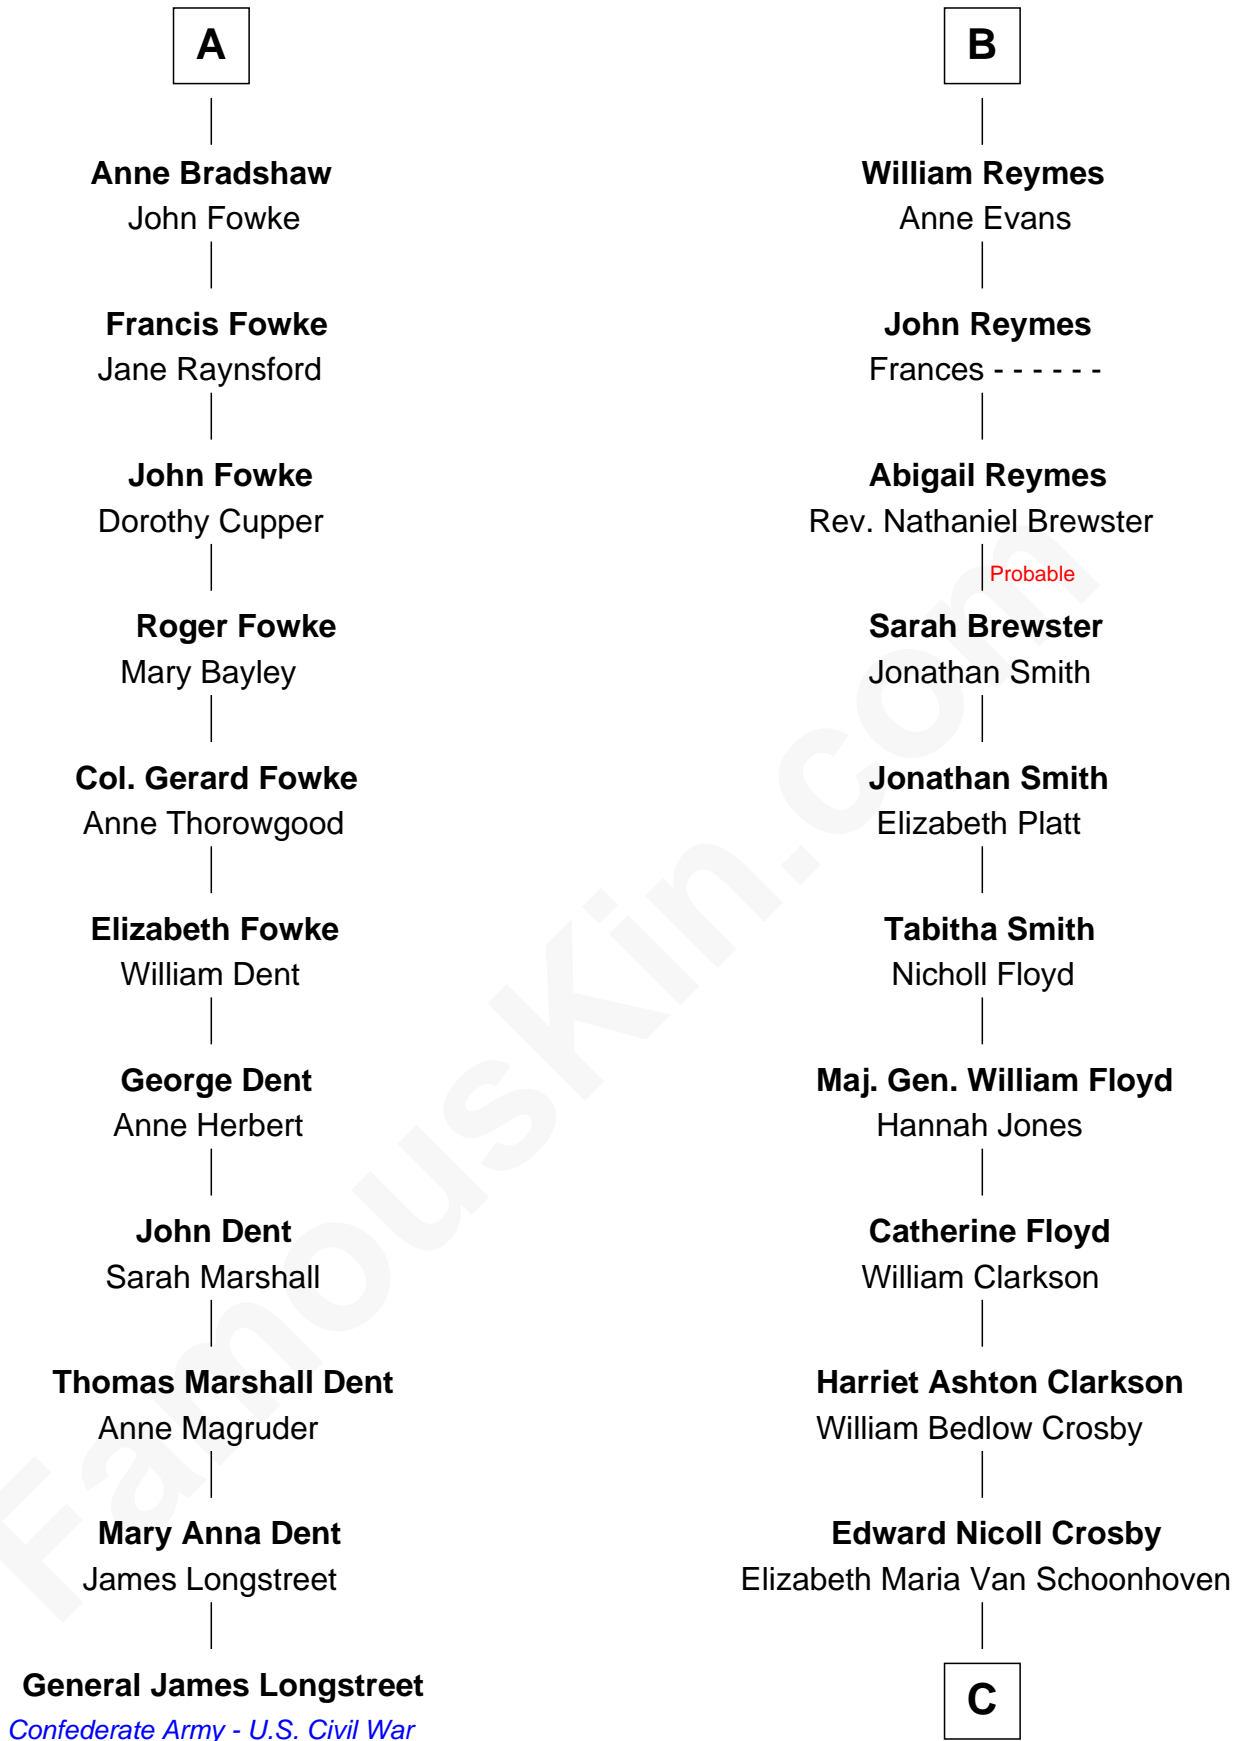 A
Anne Bradshaw
John Fowke
Francis Fowke
Jane Raynsford
John Fowke
Dorothy Cupper
Roger Fowke
Mary Bayley
Col. Gerard Fowke
Anne Thorowgood
Elizabeth Fowke
William Dent
George Dent
Anne Herbert
John Dent
Sarah Marshall
Thomas Marshall Dent
Anne Magruder
Mary Anna Dent
James Longstreet
General James Longstreet
Confederate Army - U.S. Civil War
B
William Reymes
Anne Evans
John Reymes
Frances - - - - - -
Abigail Reymes
Rev. Nathaniel Brewster
Probable
Sarah Brewster
Jonathan Smith
Jonathan Smith
Elizabeth Platt
Tabitha Smith
Nicholl Floyd
Maj. Gen. William Floyd
Hannah Jones
Catherine Floyd
William Clarkson
Harriet Ashton Clarkson
William Bedlow Crosby
Edward Nicoll Crosby
Elizabeth Maria Van Schoonhoven
C
FamousKin.com